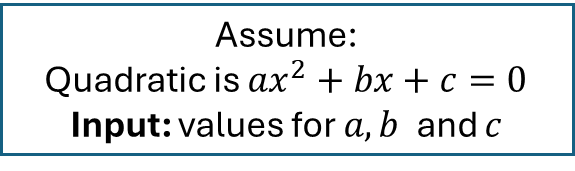 Assume:
Quadratic is ax² + bx + c = 0
Input: values for a, b and c